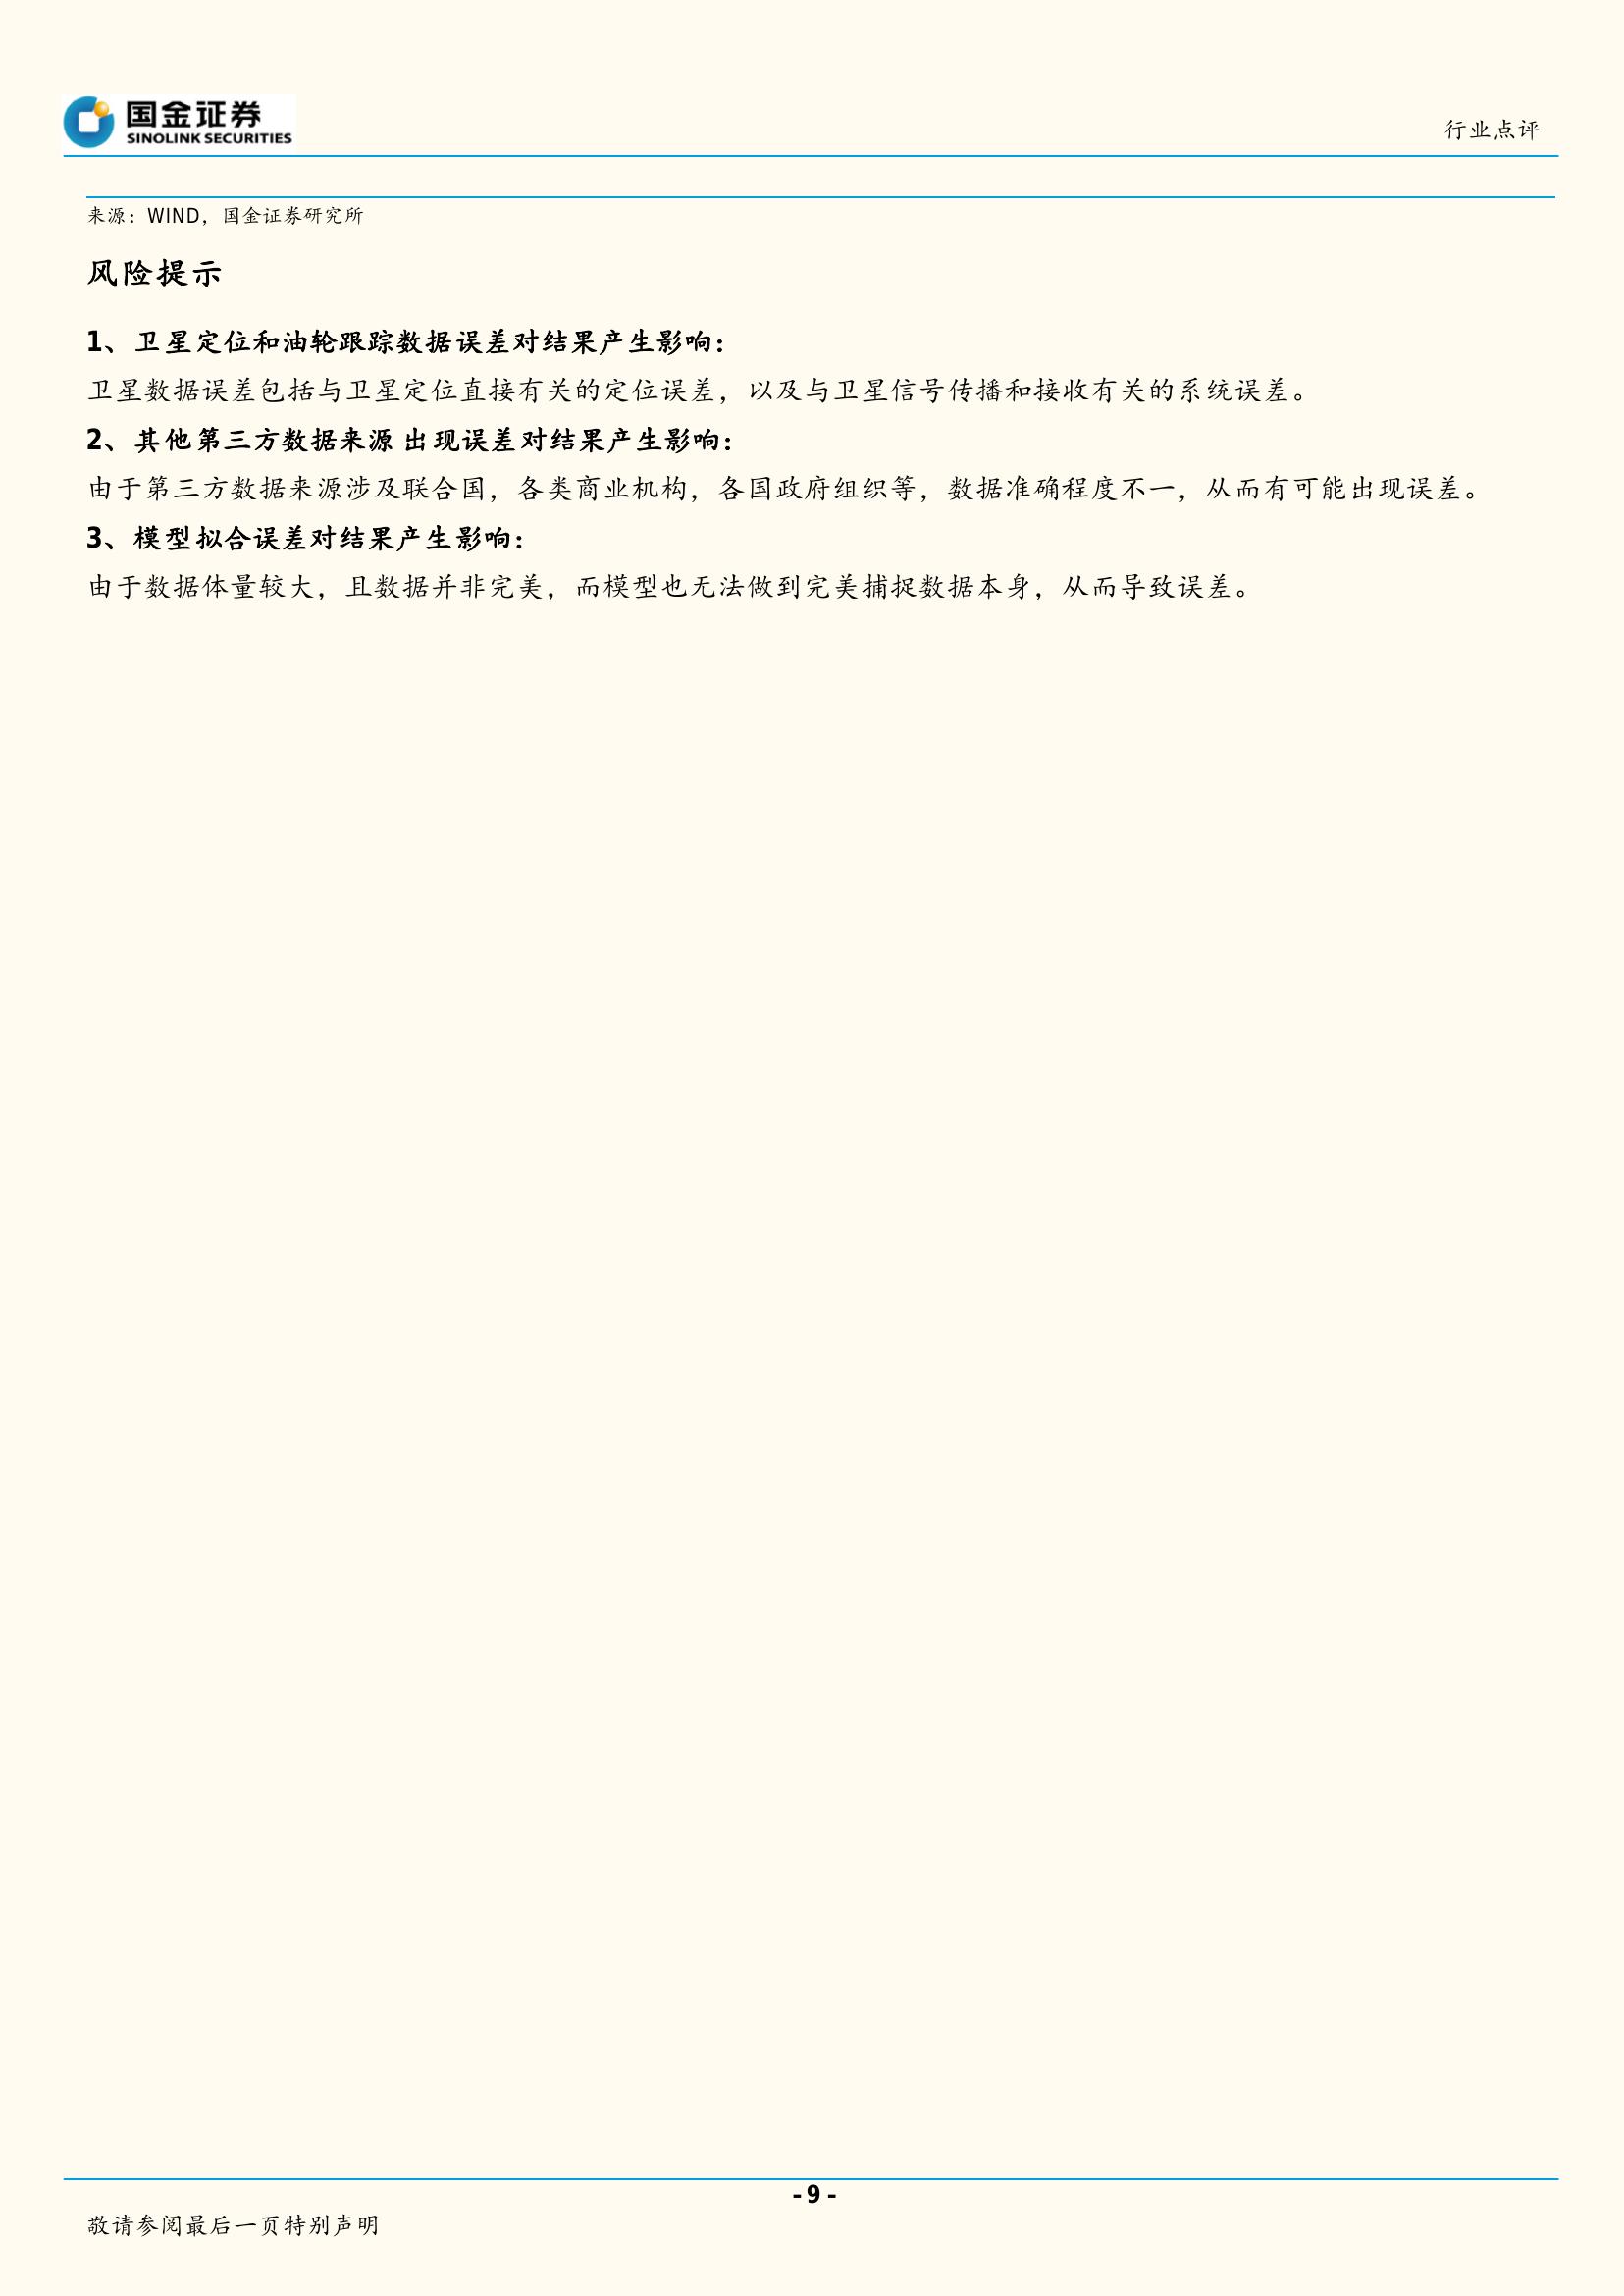 国金证券
SINOLINK SECURITIES
行业点评
来源：WIND，国金证券研究所
风险提示
1、卫星定位和油轮跟踪数据误差对结果产生影响：
卫星数据误差包括与卫星定位直接有关的定位误差，以及与卫星信号传播和接收有关的系统误差。
2、其他第三方数据来源出现误差对结果产生影响：
由于第三方数据来源涉及联合国，各类商业机构，各国政府组织等，数据准确程度不一，从而有可能出现误差。
3、模型拟合误差对结果产生影响：
由于数据体量较大，且数据并非完美，而模型也无法做到完美捕捉数据本身，从而导致误差。
- 9 -
敬请参阅最后一页特别声明